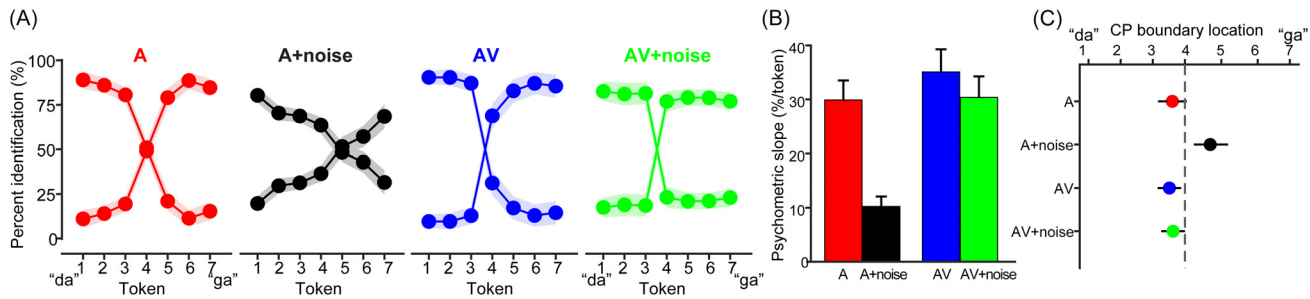 (A)
A
A+noise
AV
AV+noise
Percent identification (%)
100
75
50
25
0
1 2 3 4 5 6 7
"da" "ga"
Token
1 2 3 4 5 6 7
Token
1 2 3 4 5 6 7
Token
1 2 3 4 5 6 7
"da" "ga"
Token
(B)
Psychometric slope (%/token)
40
30
20
10
0
A A+noise AV AV+noise
(C)
"da" CP boundary location "ga"
1 2 3 4 5 6 7
A
A+noise
AV
AV+noise